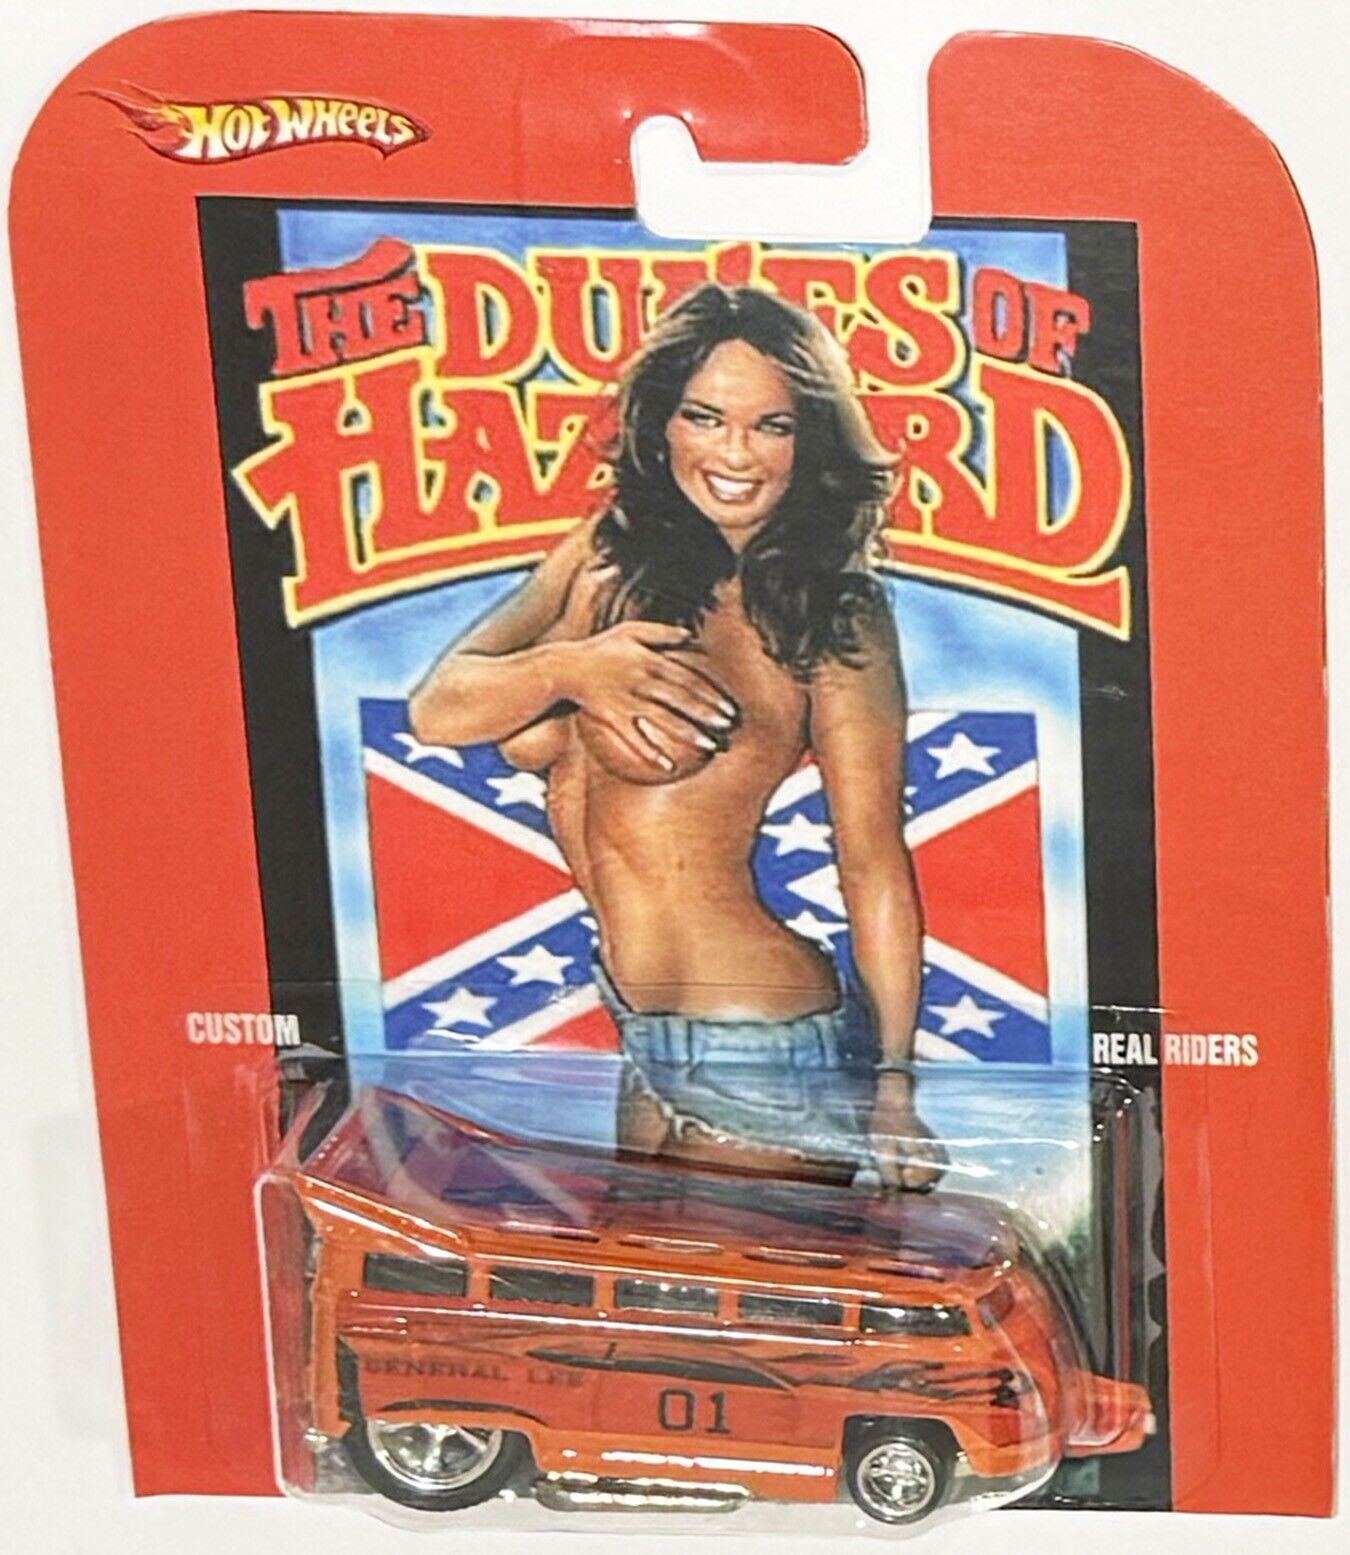 HOT WHEELS
THE DUKES OF
HAZZARD
CUSTOM
REAL RIDERS
GENERAL LEE
01